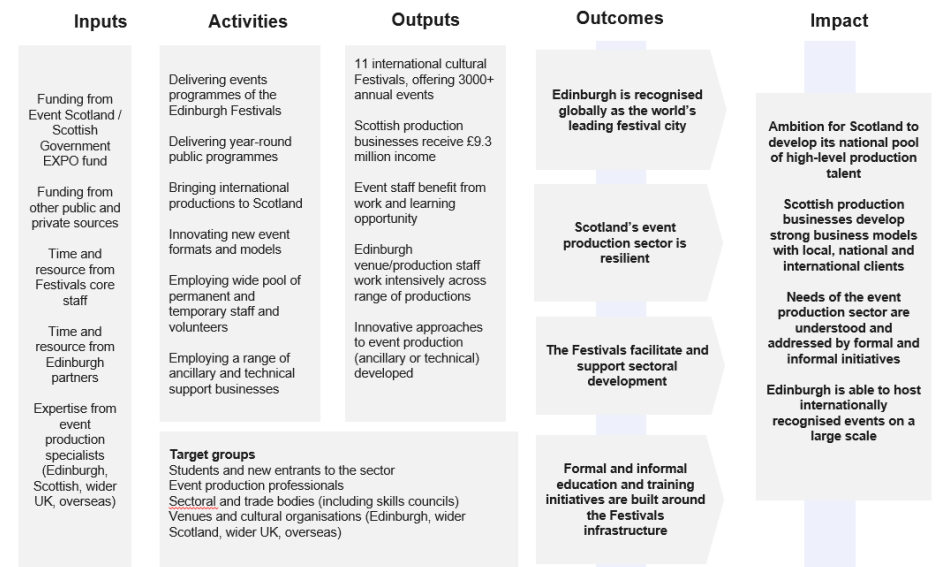 Inputs
Activities
Outputs
Outcomes
Impact
Funding from
Event Scotland /
Scottish
Government
EXPO fund
Funding from
other public and
private sources
Time and
resource from
Festivals core
staff
Time and
resource from
Edinburgh
partners
Expertise from
event
production
specialists
(Edinburgh,
Scottish, wider
UK, overseas)
Delivering events
programmes of the
Edinburgh Festivals
Delivering year-round
public programmes
Bringing international
productions to Scotland
Innovating new event
formats and models
Employing wide pool of
permanent and
temporary staff and
volunteers
Employing a range of
ancillary and technical
support businesses
11 international cultural
Festivals, offering 3000+
annual events
Scottish production
businesses receive £9.3
million income
Event staff benefit from
work and learning
opportunity
Edinburgh
venue/production staff
work intensively across
range of productions
Innovative approaches
to event production
(ancillary or technical)
developed
Target groups
Students and new entrants to the sector
Event production professionals
Sectoral and trade bodies (including skills councils)
Venues and cultural organisations (Edinburgh, wider
Scotland, wider UK, overseas)
Edinburgh is recognised
globally as the world's
leading festival city
Scotland's event
production sector is
resilient
The Festivals facilitate and
support sectoral
development
Formal and informal
education and training
initiatives are built around
the Festivals
infrastructure
Ambition for Scotland to
develop its national pool
of high-level production
talent
Scottish production
businesses develop
strong business models
with local, national and
international clients
Needs of the event
production sector are
understood and
addressed by formal and
informal initiatives
Edinburgh is able to host
internationally
recognised events on a
large scale